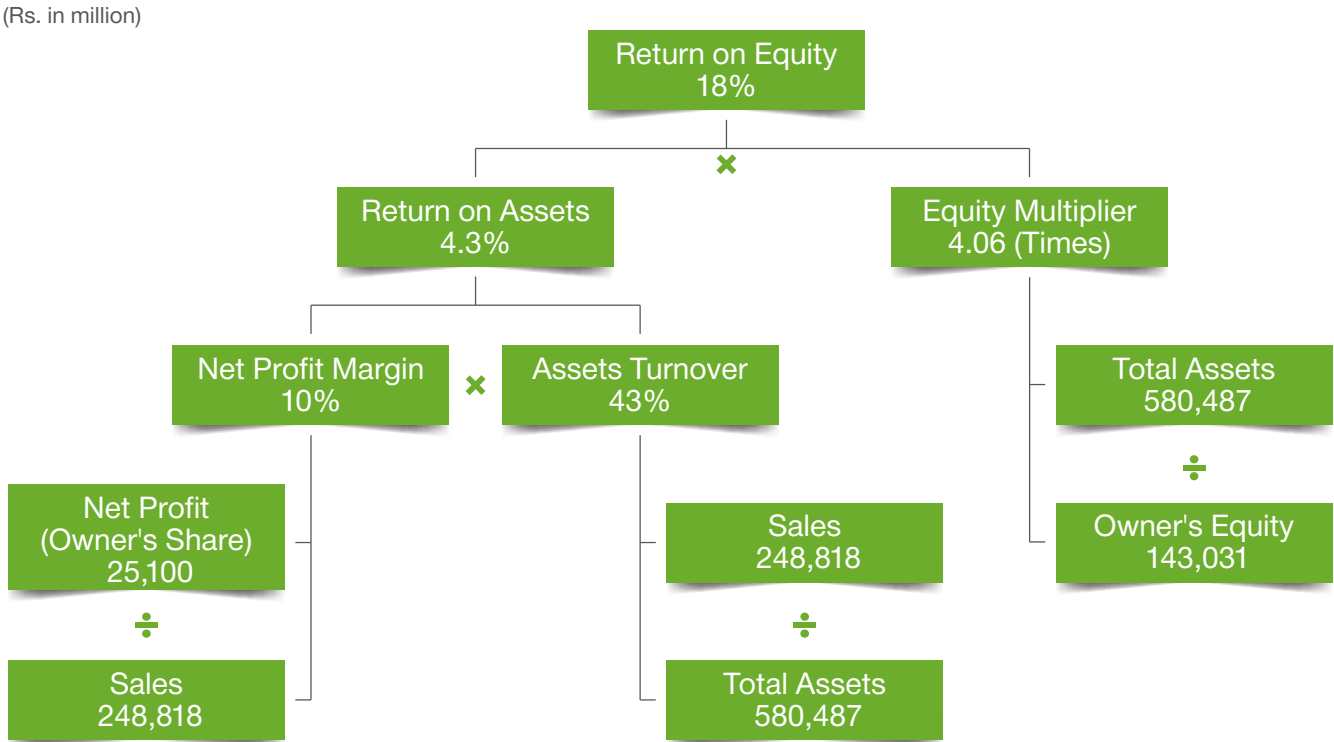 (Rs. in million)
Return on Equity
18%
×
Return on Assets
4.3%
Equity Multiplier
4.06 (Times)
Net Profit Margin
10%
×
Assets Turnover
43%
Total Assets
580,487
÷
Net Profit
(Owner's Share)
25,100
Sales
248,818
Owner's Equity
143,031
÷
÷
Sales
248,818
Total Assets
580,487